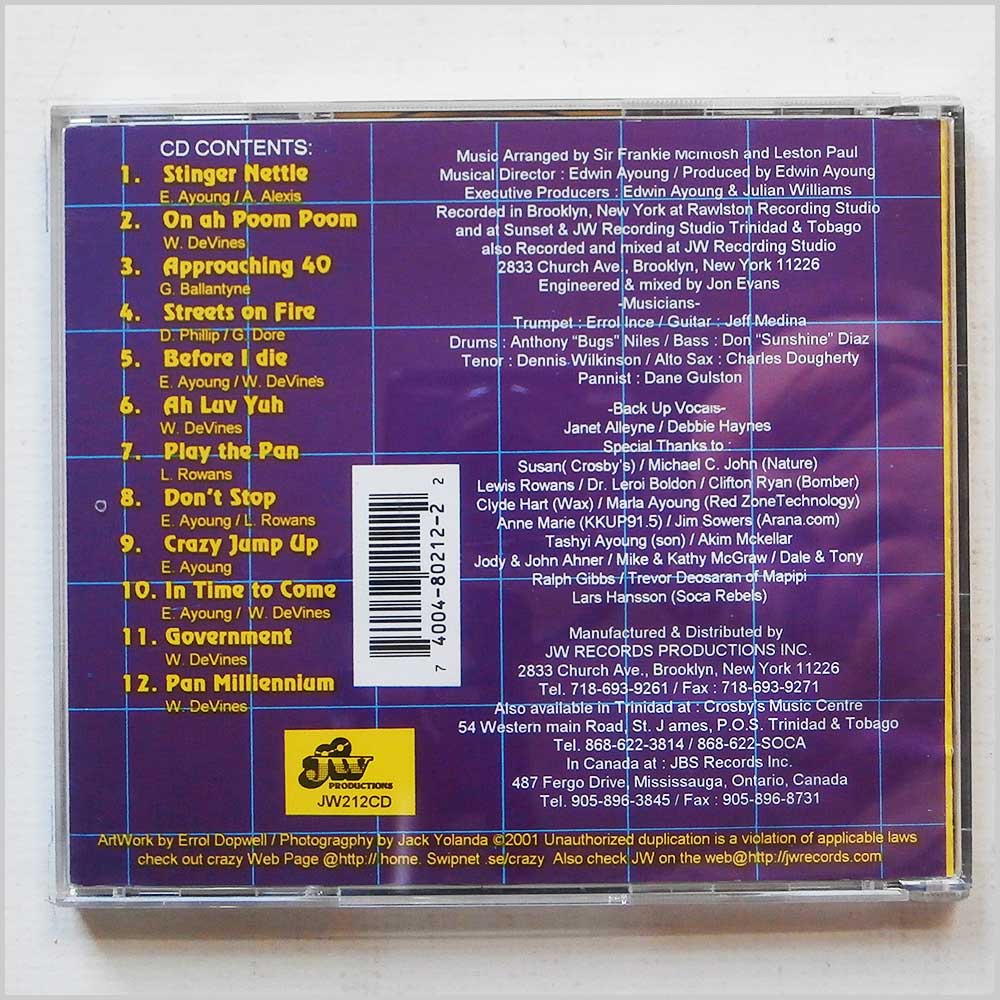 CD CONTENTS:
1. Stinger Nettle
E. Ayoung / A. Alexis
2. On ah Poom Poom
W. DeVines
3. Approaching 40
G. Ballantyne
4. Streets on Fire
D. Phillip / G. Dore
5. Before I die
E. Ayoung / W. DeVine's
6. Ah Luv Yuh
W. DeVines
7. Play the Pan
L. Rowans
8. Don't Stop
E. Ayoung / L. Rowans
9. Crazy Jump Up
E. Ayoung
10. In Time to Come
E. Ayoung / W. DeVines
11. Government
W. DeVines
12. Pan Milliennium
W. DeVines
JW
PRODUCTIONS
JW212CD
7 4004-80212-2 2
Music Arranged by Sir Frankie McIntosh and Leston Paul
Musical Director : Edwin Ayoung / Produced by Edwin Ayoung
Executive Producers : Edwin Ayoung & Julian Williams
Recorded in Brooklyn, New York at Rawlston Recording Studio
and at Sunset & JW Recording Studio Trinidad & Tobago
also Recorded and mixed at JW Recording Studio
2833 Church Ave., Brooklyn, New York 11226
Engineered & mixed by Jon Evans
-Musicians-
Trumpet : Errol Ince / Guitar : Jeff Medina
Drums : Anthony "Bugs" Niles / Bass : Don "Sunshine" Diaz
Tenor : Dennis Wilkinson / Alto Sax : Charles Dougherty
Pannist : Dane Gulston
-Back Up Vocals-
Janet Alleyne / Debbie Haynes
Special Thanks to :
Susan( Crosby's) / Michael C. John (Nature)
Lewis Rowans / Dr. Leroi Boldon / Clifton Ryan (Bomber)
Clyde Hart (Wax) / Marla Ayoung (Red ZoneTechnology)
Anne Marie (KKUP91.5) / Jim Sowers (Arana.com)
Tashyi Ayoung (son) / Akim Mckellar
Jody & John Ahner / Mike & Kathy McGraw / Dale & Tony
Ralph Gibbs / Trevor Deosaran of Mapipi
Lars Hansson (Soca Rebels)
Manufactured & Distributed by
JW RECORDS PRODUCTIONS INC.
2833 Church Ave., Brooklyn, New York 11226
Tel. 718-693-9261 / Fax : 718-693-9271
Also available in Trinidad at : Crosby's Music Centre
54 Western main Road, St. J ames, P.O.S. Trinidad & Tobago
Tel. 868-622-3814 / 868-622-SOCA
In Canada at : JBS Records Inc.
487 Fergo Drive, Mississauga, Ontario, Canada
Tel. 905-896-3845 / Fax : 905-896-8731
ArtWork by Errol Dopwell / Photograpghy by Jack Yolanda ©2001 Unauthorized duplication is a violation of applicable laws
check out crazy Web Page @http:// home. Swipnet .se/crazy Also check JW on the web@http://jwrecords.com